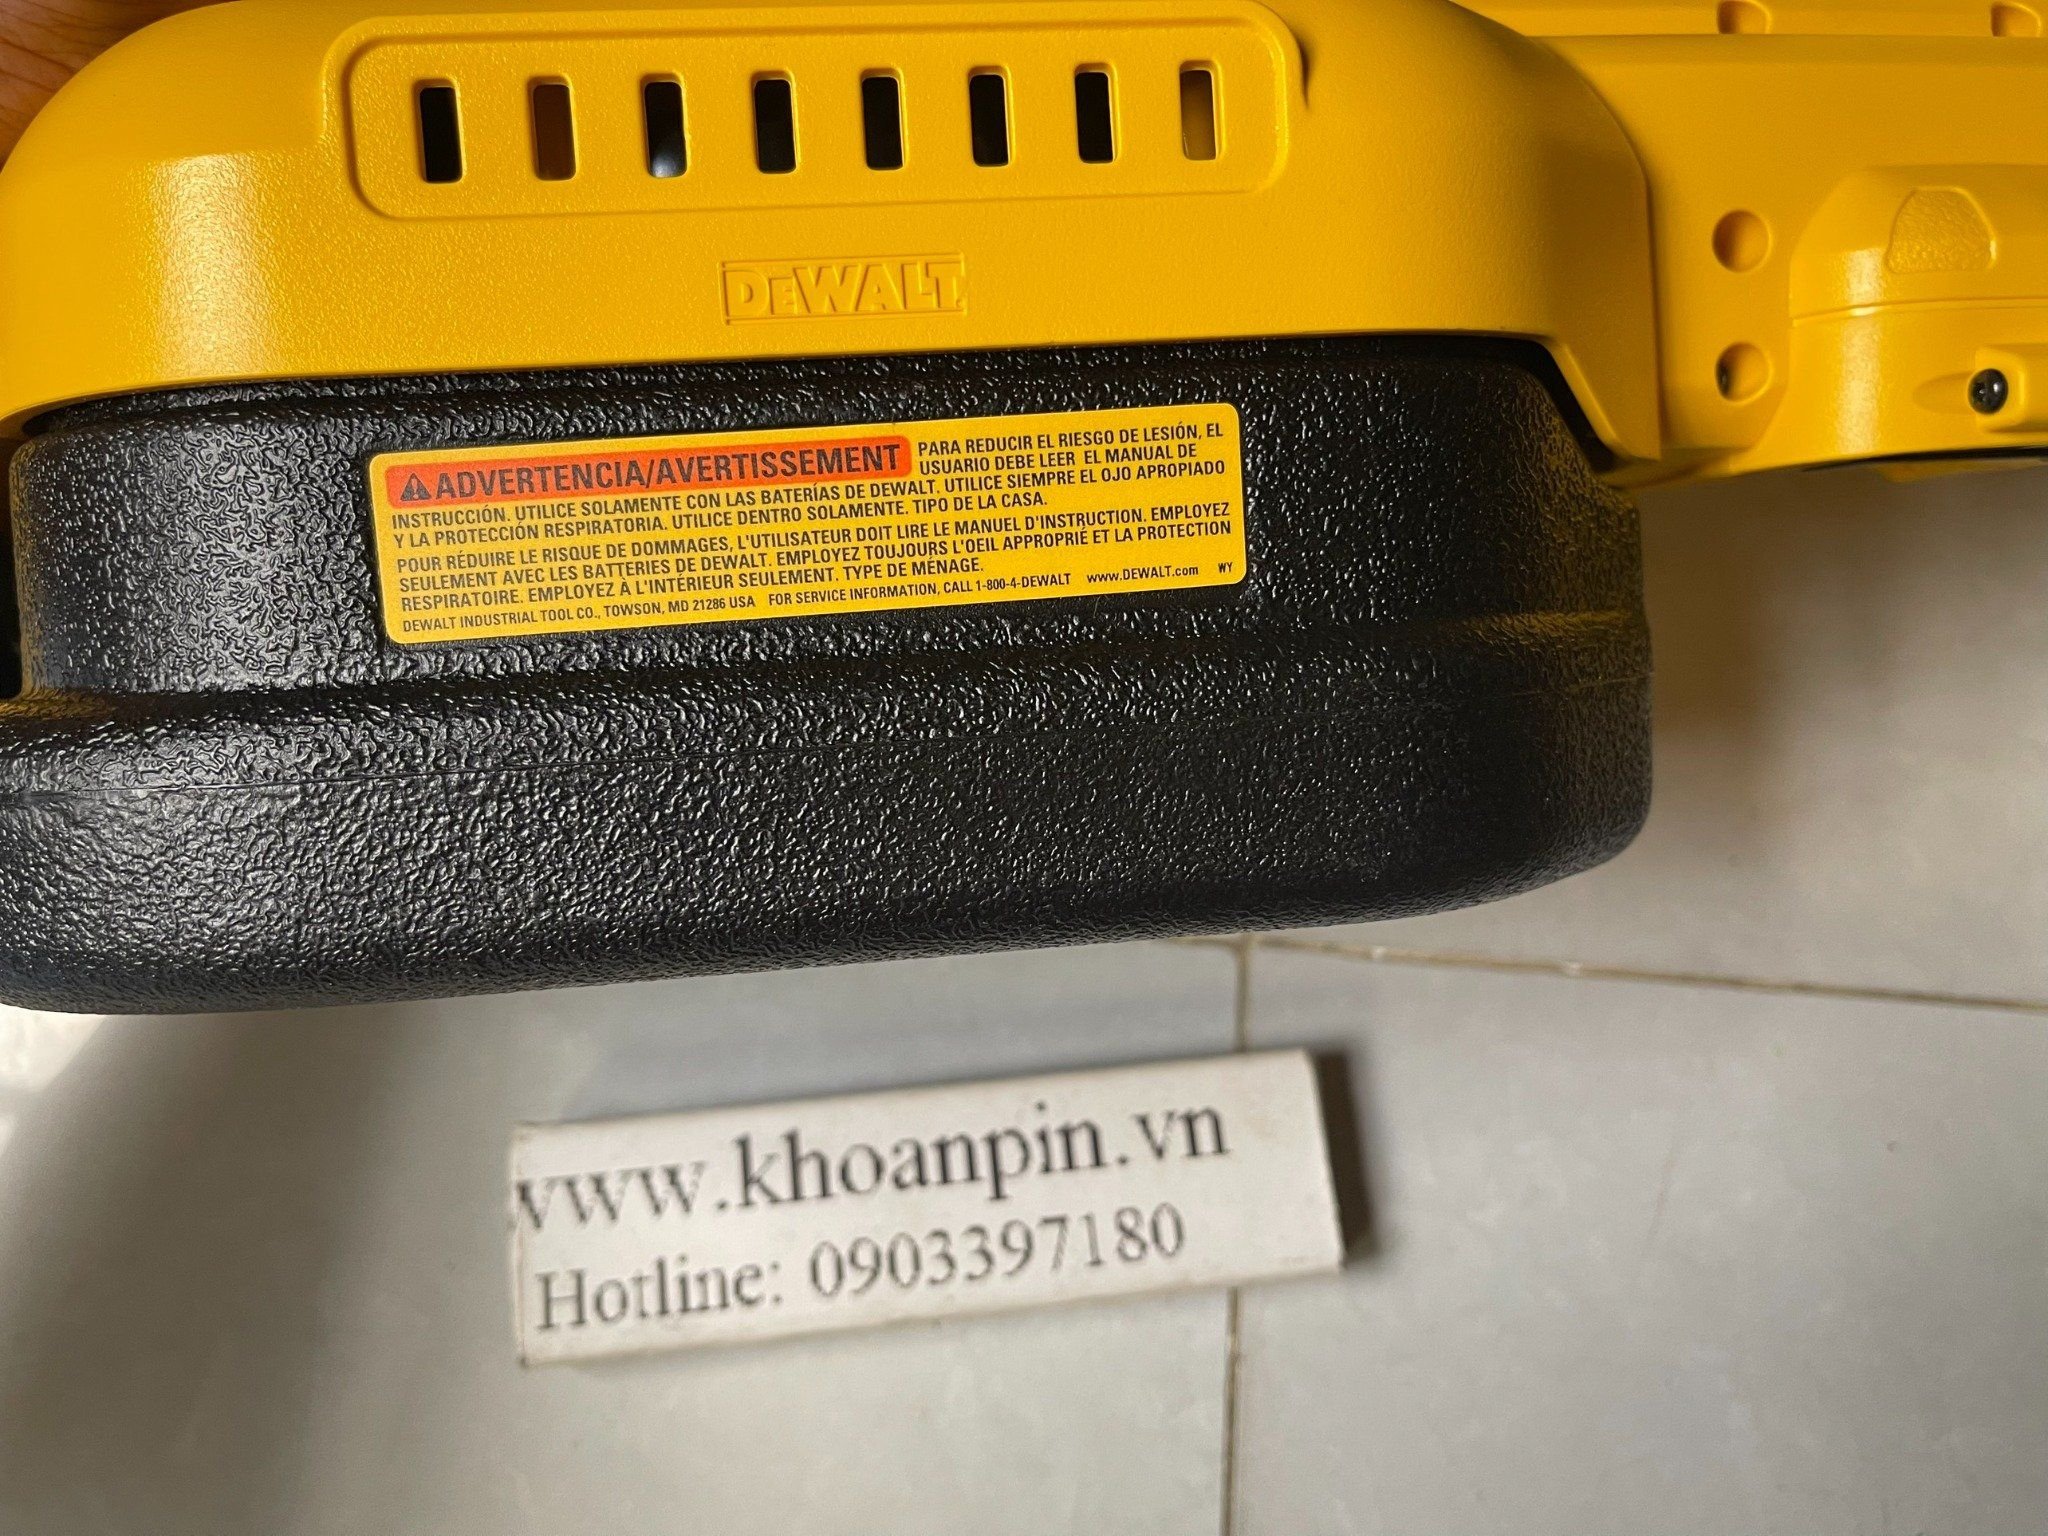 DEWALT
ADVERTENCIA/AVERTISSEMENT PARA REDUCIR EL RIESGO DE LESIÓN, EL
USUARIO DEBE LEER EL MANUAL DE
INSTRUCCIÓN. UTILICE SOLAMENTE CON LAS BATERÍAS DE DEWALT. UTILICE SIEMPRE EL OJO APROPIADO
Y LA PROTECCIÓN RESPIRATORIA. UTILICE DENTRO SOLAMENTE. TIPO DE LA CASA.
POUR RÉDUIRE LE RISQUE DE DOMMAGES, L'UTILISATEUR DOIT LIRE LE MANUEL D'INSTRUCTION. EMPLOYEZ
SEULEMENT AVEC LES BATTERIES DE DEWALT. EMPLOYEZ TOUJOURS L'OEIL APPROPRIÉ ET LA PROTECTION
RESPIRATOIRE. EMPLOYEZ À L'INTÉRIEUR SEULEMENT. TYPE DE MÉNAGE.
DEWALT INDUSTRIAL TOOL CO., TOWSON, MD 21286 USA FOR SERVICE INFORMATION, CALL 1-800-4-DEWALT www.DEWALT.com WY
www.khoanpin.vn
Hotline: 0903397180